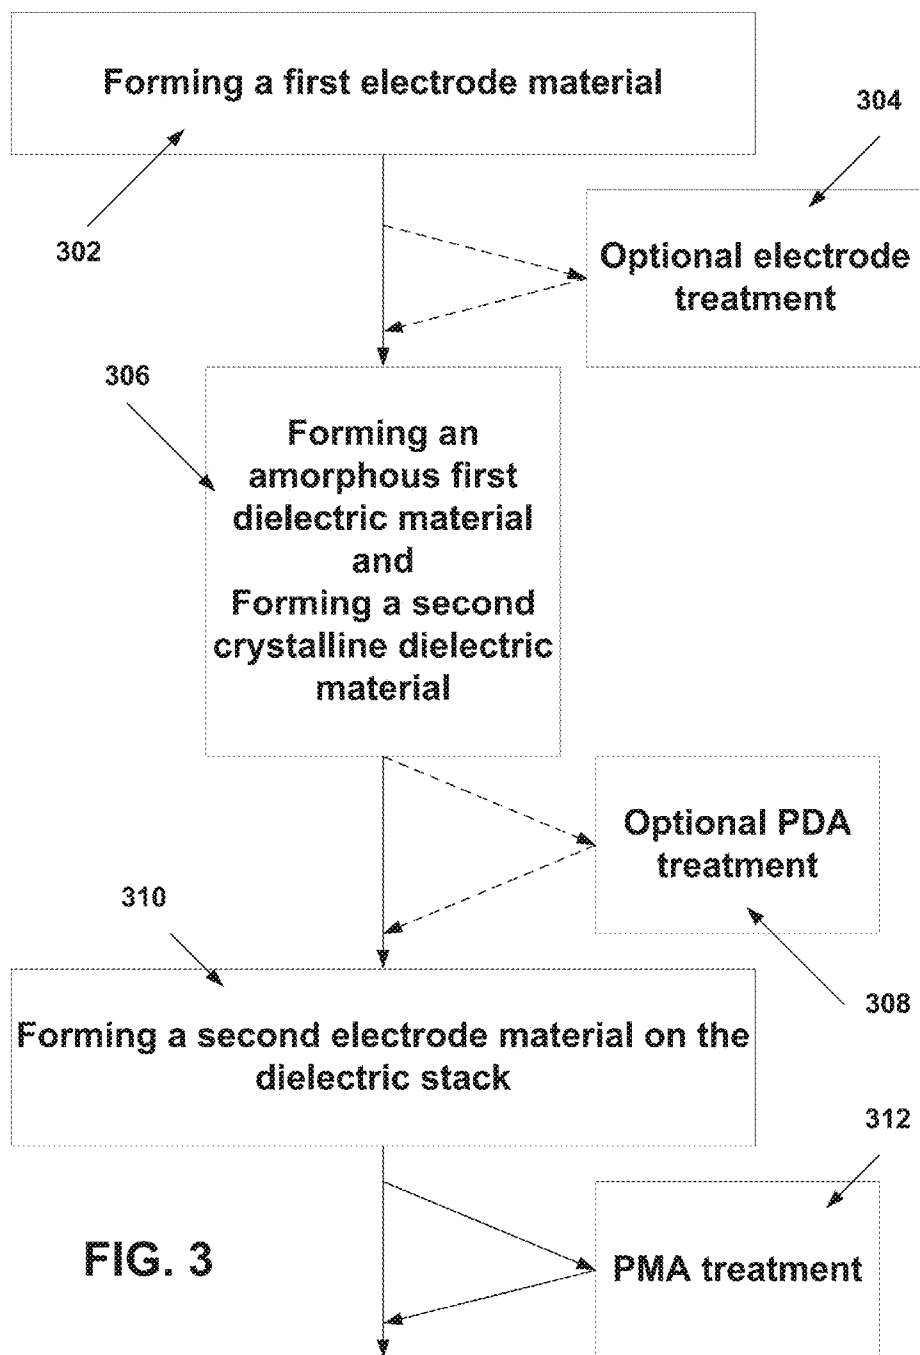 Forming a first electrode material
304
302
Optional electrode
treatment
306
Forming an
amorphous first
dielectric material
and
Forming a second
crystalline dielectric
material
Optional PDA
treatment
310
308
Forming a second electrode material on the
dielectric stack
312
FIG. 3
PMA treatment